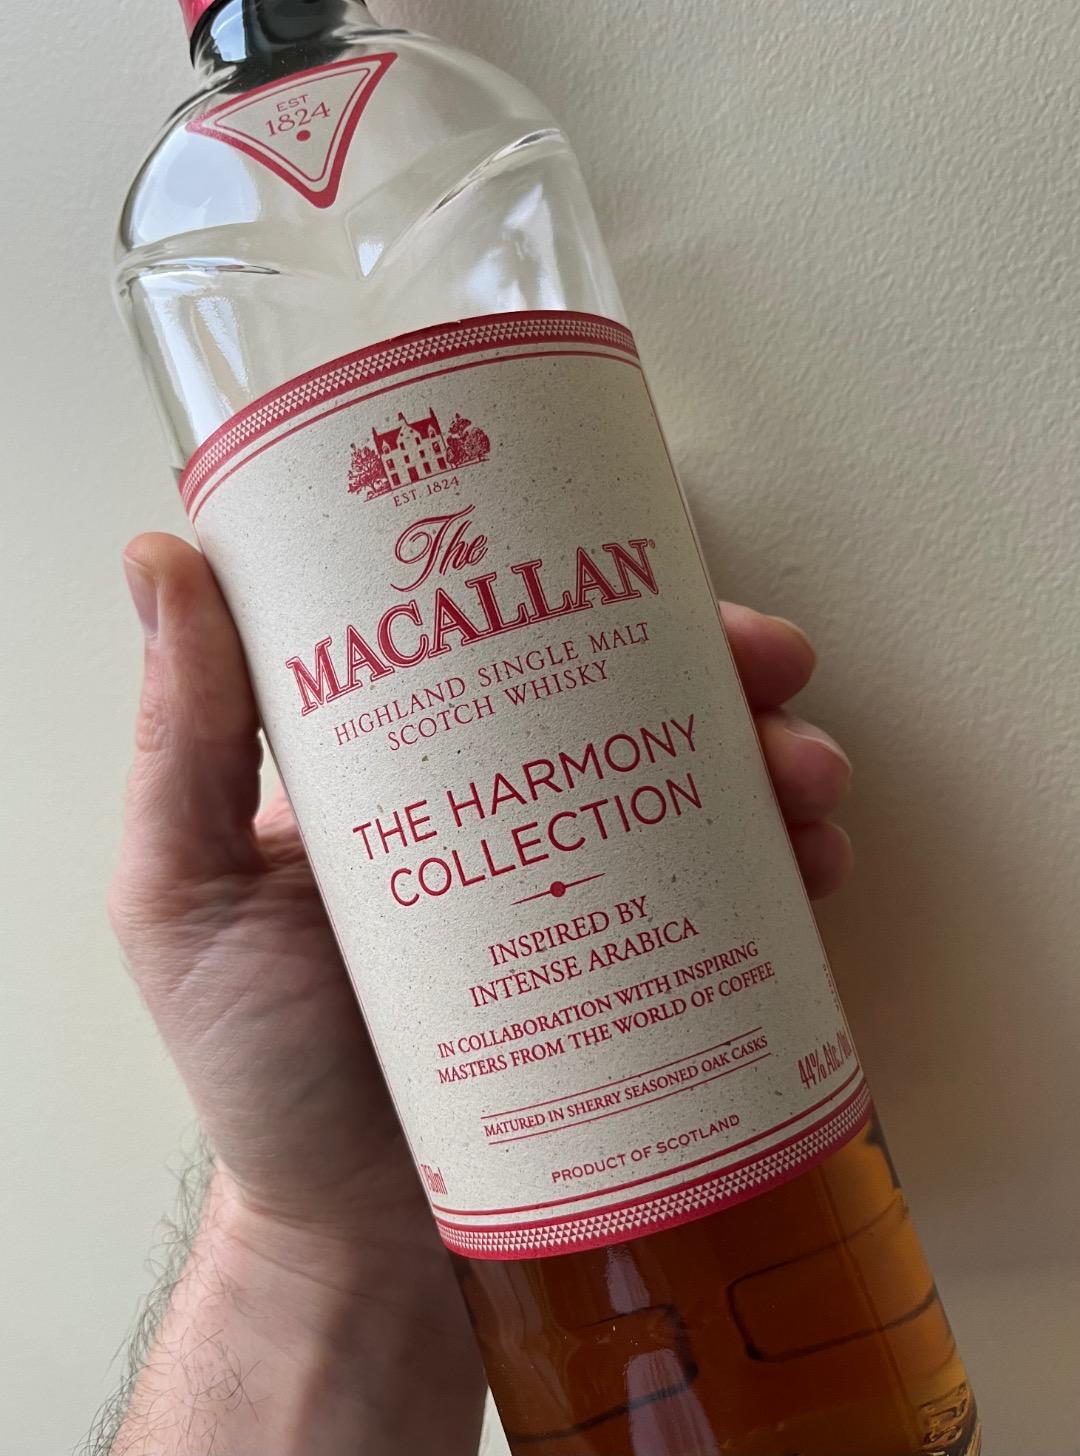 EST
1824
EST. 1824
The
MACALLAN®
HIGHLAND SINGLE MALT
SCOTCH WHISKY
THE HARMONY
COLLECTION
INSPIRED BY
INTENSE ARABICA
IN COLLABORATION WITH INSPIRING
MASTERS FROM THE WORLD OF COFFEE
MATURED IN SHERRY SEASONED OAK CASKS
44% Alc./Vol.
PRODUCT OF SCOTLAND
750ml